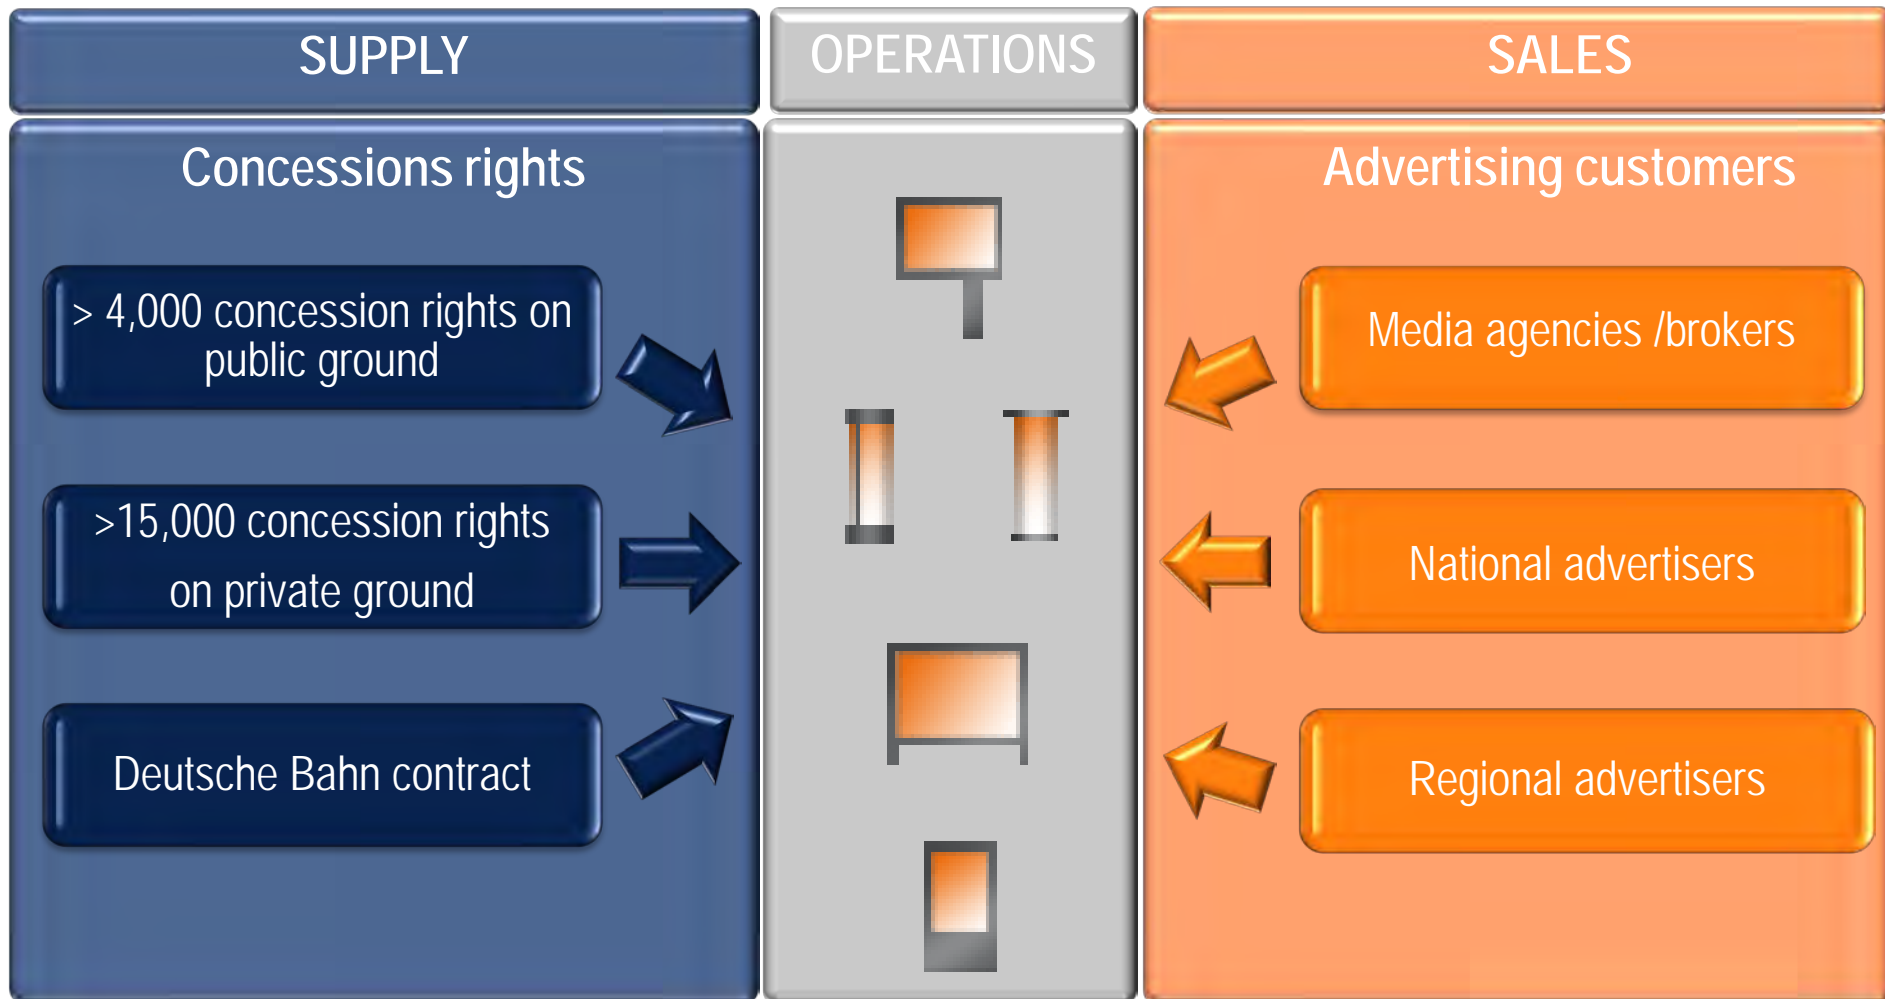 SUPPLY
OPERATIONS
SALES
Concessions rights
> 4,000 concession rights on
public ground
>15,000 concession rights
on private ground
Deutsche Bahn contract
Advertising customers
Media agencies /brokers
National advertisers
Regional advertisers